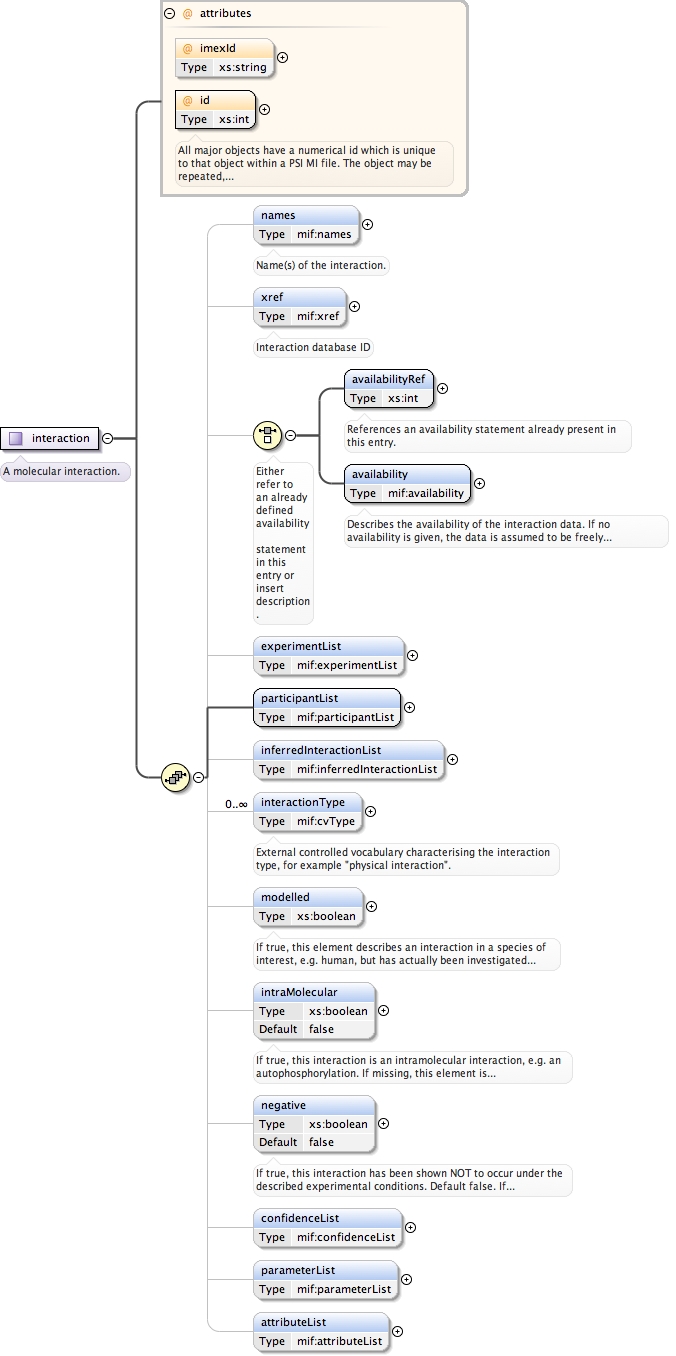 @ attributes
@ imexId
Type xs:string
@ id
Type xs:int
All major objects have a numerical id which is unique
to that object within a PSI MI file. The object may be
repeated,...
names
Type mif:names
Name(s) of the interaction.
xref
Type mif:xref
Interaction database ID
availabilityRef
Type xs:int
References an availability statement already present in
this entry.
interaction
A molecular interaction.
availability
Type mif:availability
Describes the availability of the interaction data. If no
availability is given, the data is assumed to be freely...
Either
refer to
an already
defined
availability
statement
in this
entry or
insert
description
.
experimentList
Type mif:experimentList
participantList
Type mif:participantList
inferredInteractionList
Type mif:inferredInteractionList
0..∞
interactionType
Type mif:cvType
External controlled vocabulary characterising the interaction
type, for example "physical interaction".
modelled
Type xs:boolean
If true, this element describes an interaction in a species of
interest, e.g. human, but has actually been investigated...
intraMolecular
Type xs:boolean
Default false
If true, this interaction is an intramolecular interaction, e.g. an
autophosphorylation. If missing, this element is...
negative
Type xs:boolean
Default false
If true, this interaction has been shown NOT to occur under the
described experimental conditions. Default false. If...
confidenceList
Type mif:confidenceList
parameterList
Type mif:parameterList
attributeList
Type mif:attributeList